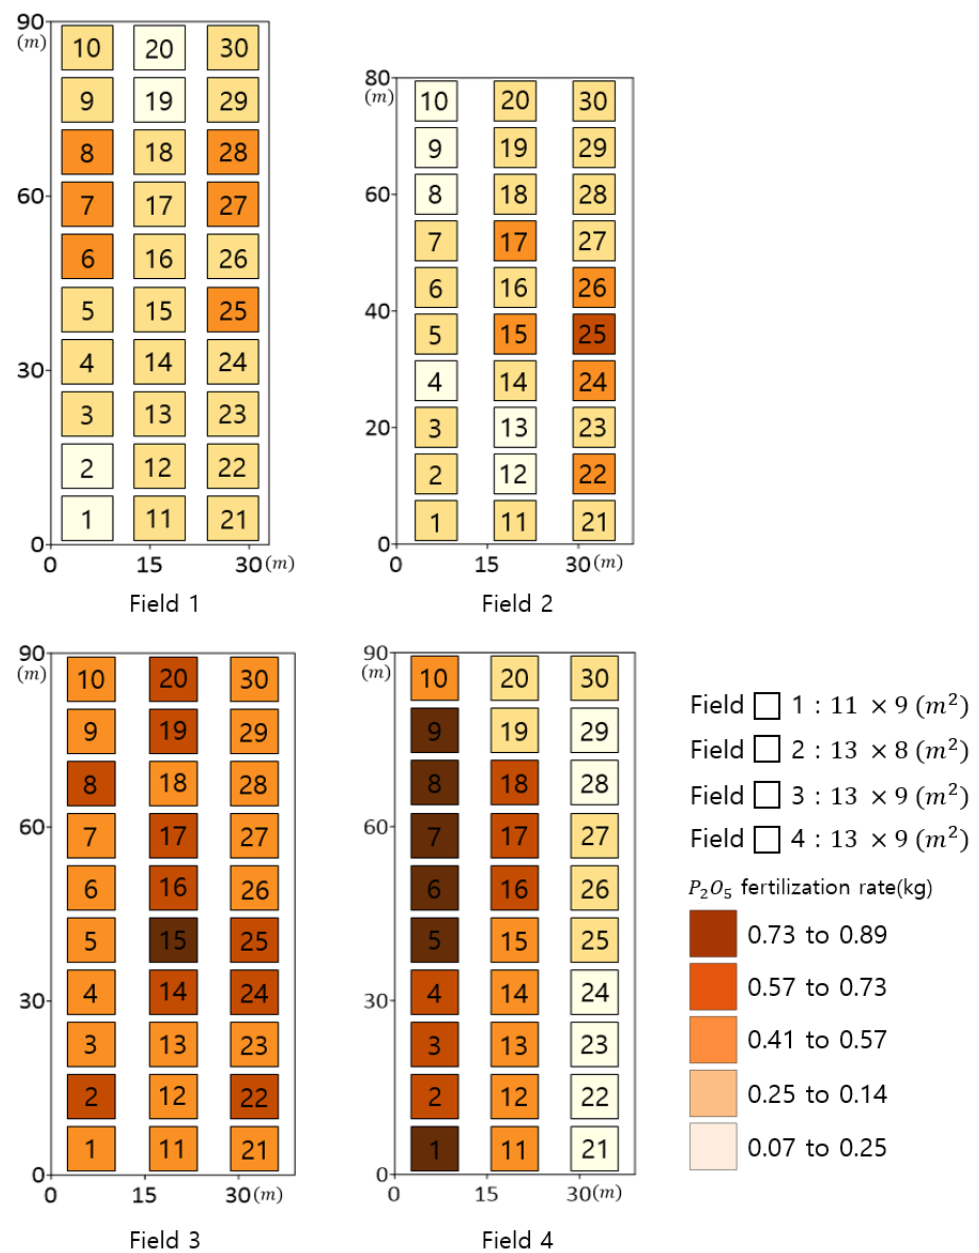 90
(m)
10 20 30
9 19 29
8 18 28
60
7 17 27
6 16 26
5 15 25
30
4 14 24
3 13 23
2 12 22
1 11 21
0
0 15 30 (m)
Field 1
80
(m)
10 20 30
9 19 29
60
8 18 28
7 17 27
6 16 26
40
5 15 25
4 14 24
20
3 13 23
2 12 22
1 11 21
0
0 15 30 (m)
Field 2
90
(m)
10 20 30
9 19 29
8 18 28
60
7 17 27
6 16 26
5 15 25
30
4 14 24
3 13 23
2 12 22
1 11 21
0
0 15 30 (m)
Field 3
90
(m)
10 20 30
9 19 29
8 18 28
60
7 17 27
6 16 26
5 15 25
30
4 14 24
3 13 23
2 12 22
1 11 21
0
0 15 30 (m)
Field 4
Field □ 1 : 11 × 9 (m²)
Field □ 2 : 13 × 8 (m²)
Field □ 3 : 13 × 9 (m²)
Field □ 4 : 13 × 9 (m²)
P₂O₅ fertilization rate(kg)
0.73 to 0.89
0.57 to 0.73
0.41 to 0.57
0.25 to 0.14
0.07 to 0.25